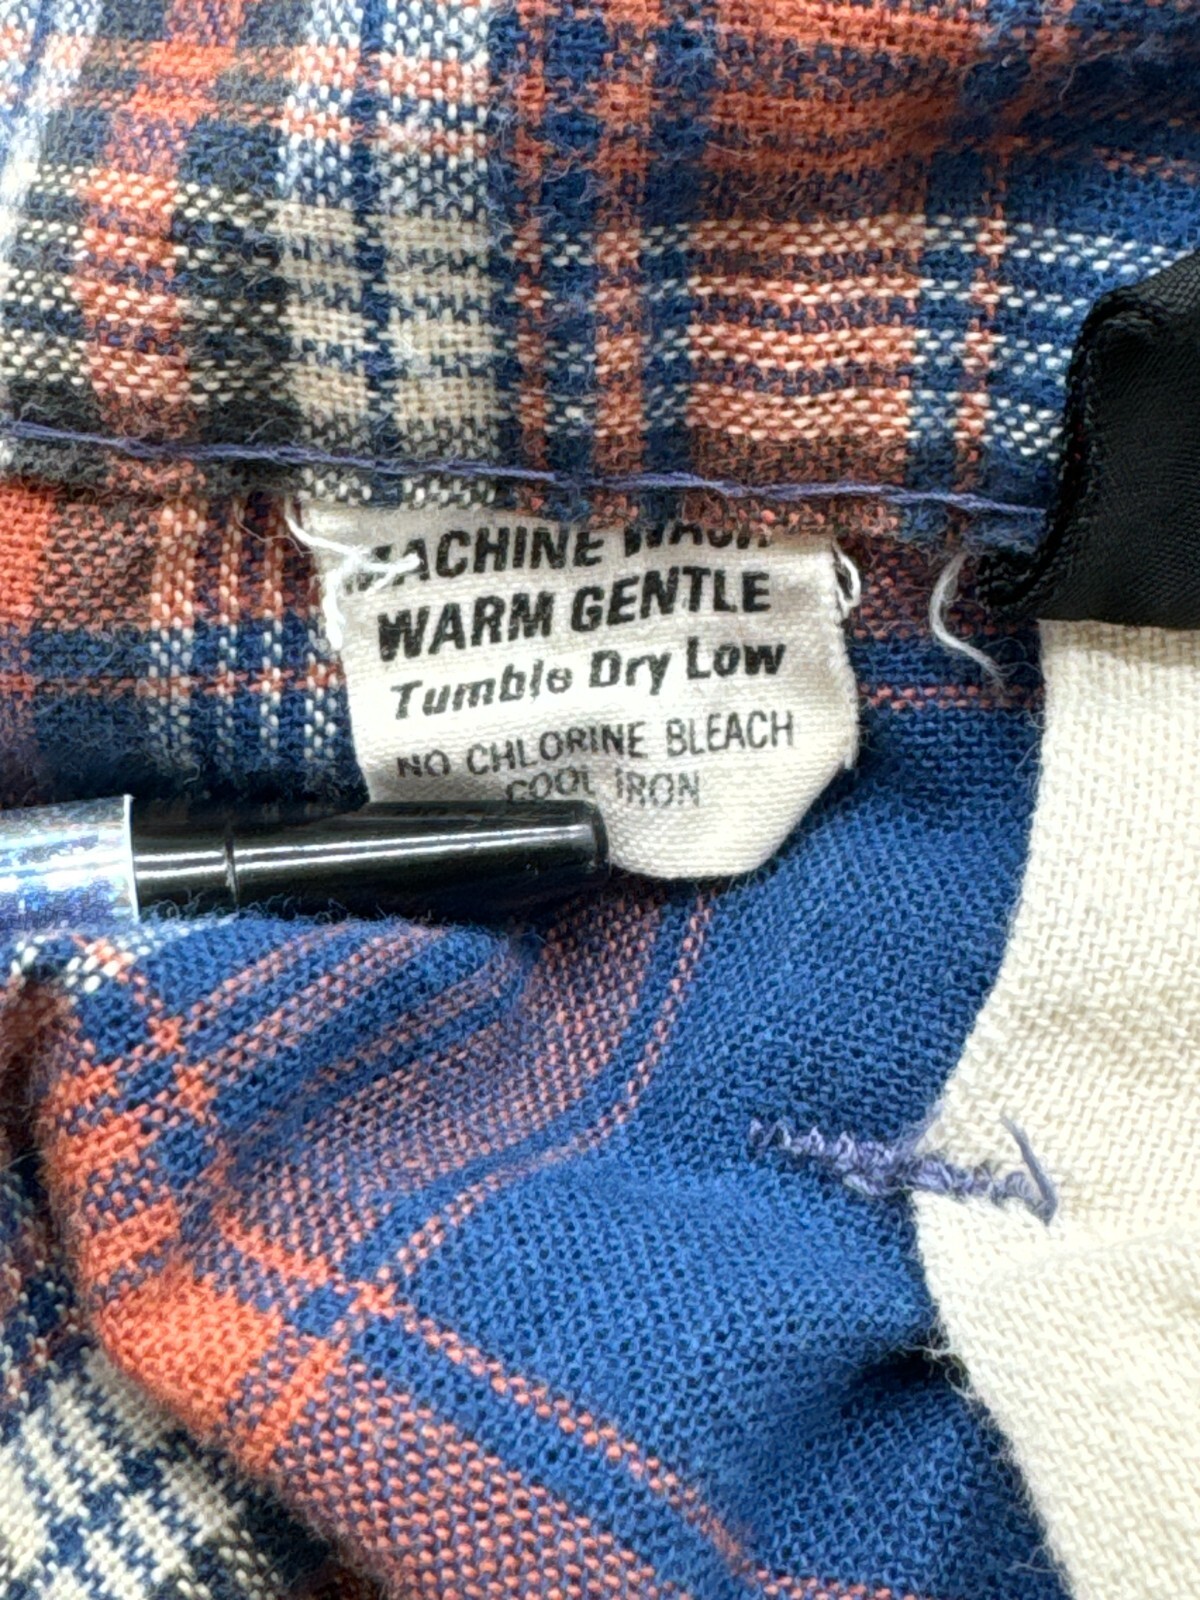 MACHINE WASH
WARM GENTLE
Tumble Dry Low
NO CHLORINE BLEACH
COOL IRON